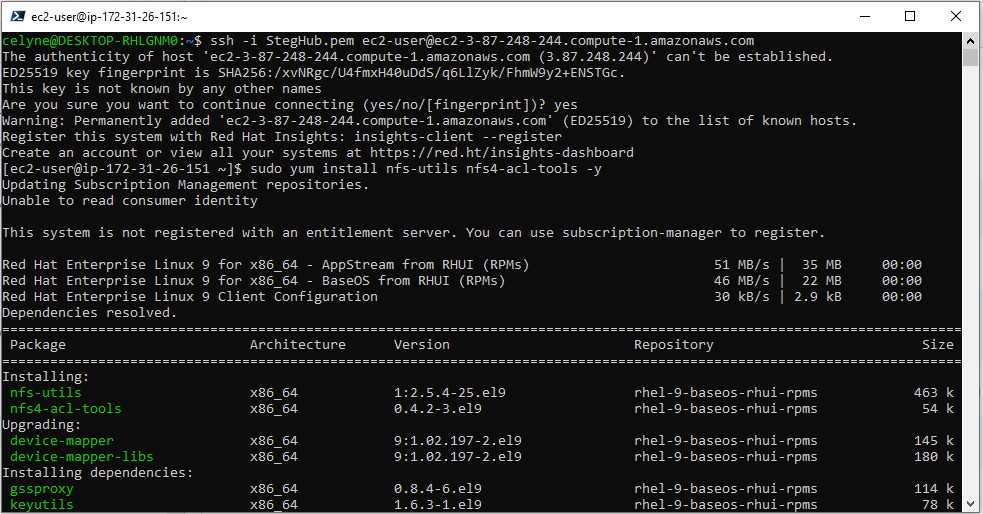 ec2-user@ip-172-31-26-151:~
celyne@DESKTOP-RHLGNM0:~$ ssh -i StegHub.pem ec2-user@ec2-3-87-248-244.compute-1.amazonaws.com
The authenticity of host 'ec2-3-87-248-244.compute-1.amazonaws.com (3.87.248.244)' can't be established.
ED25519 key fingerprint is SHA256:/xvNRgc/U4fmxH40uDdS/q6LlZyk/FhmW9y2+ENSTGc.
This key is not known by any other names
Are you sure you want to continue connecting (yes/no/[fingerprint])? yes
Warning: Permanently added 'ec2-3-87-248-244.compute-1.amazonaws.com' (ED25519) to the list of known hosts.
Register this system with Red Hat Insights: insights-client --register
Create an account or view all your systems at https://red.ht/insights-dashboard
[ec2-user@ip-172-31-26-151 ~]$ sudo yum install nfs-utils nfs4-acl-tools -y
Updating Subscription Management repositories.
Unable to read consumer identity
This system is not registered with an entitlement server. You can use subscription-manager to register.
Red Hat Enterprise Linux 9 for x86_64 - AppStream from RHUI (RPMs) 51 MB/s | 35 MB 00:00
Red Hat Enterprise Linux 9 for x86_64 - BaseOS from RHUI (RPMs) 46 MB/s | 22 MB 00:00
Red Hat Enterprise Linux 9 Client Configuration 30 kB/s | 2.9 kB 00:00
Dependencies resolved.
Package Architecture Version Repository Size
Installing:
nfs-utils x86_64 1:2.5.4-25.el9 rhel-9-baseos-rhui-rpms 463 k
nfs4-acl-tools x86_64 0.4.2-3.el9 rhel-9-baseos-rhui-rpms 54 k
Upgrading:
device-mapper x86_64 9:1.02.197-2.el9 rhel-9-baseos-rhui-rpms 145 k
device-mapper-libs x86_64 9:1.02.197-2.el9 rhel-9-baseos-rhui-rpms 180 k
Installing dependencies:
gssproxy x86_64 0.8.4-6.el9 rhel-9-baseos-rhui-rpms 114 k
keyutils x86_64 1.6.3-1.el9 rhel-9-baseos-rhui-rpms 78 k